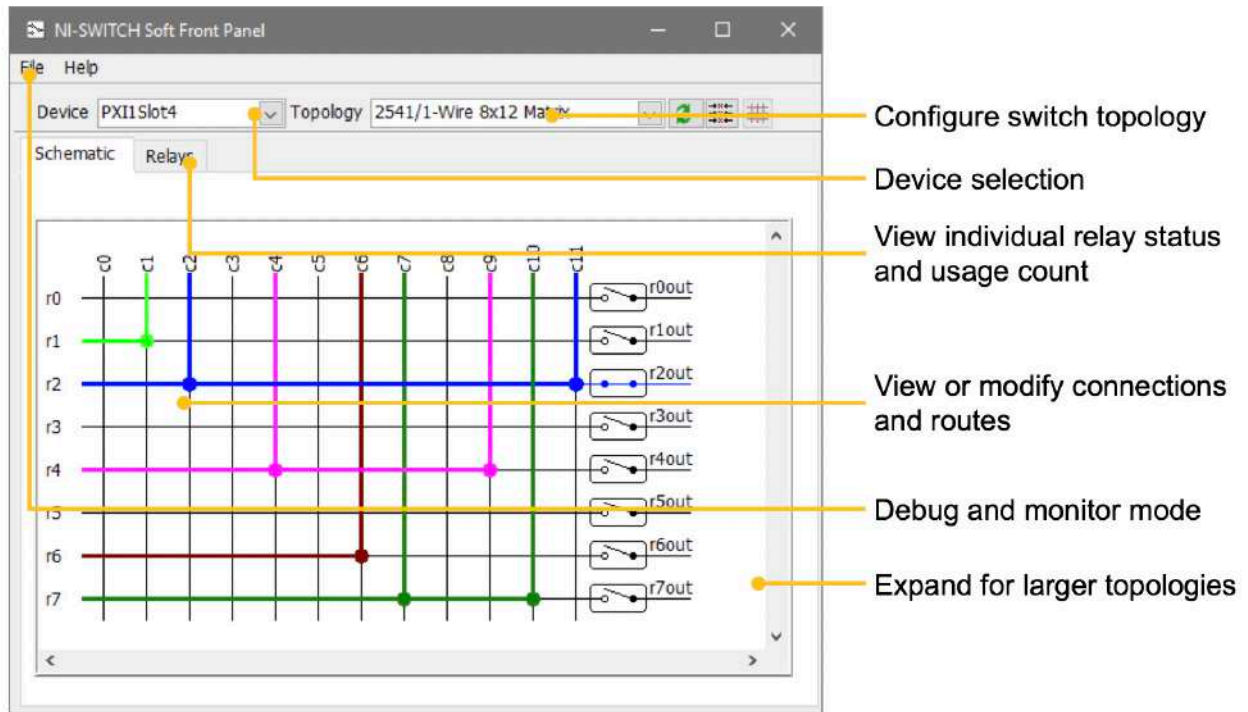 NI-SWITCH Soft Front Panel
File Help
Device PXI1Slot4 Topology 2541/1-Wire 8x12 Matrix
Configure switch topology
Schematic Relays
Device selection
View individual relay status
and usage count
c0 c1 c2 c3 c4 c5 c6 c7 c8 c9 c10 c11
r0 r0out
r1 r1out
r2 r2out
View or modify connections
and routes
r3 r3out
r4 r4out
r5 r5out
Debug and monitor mode
r6 r6out
Expand for larger topologies
r7 r7out